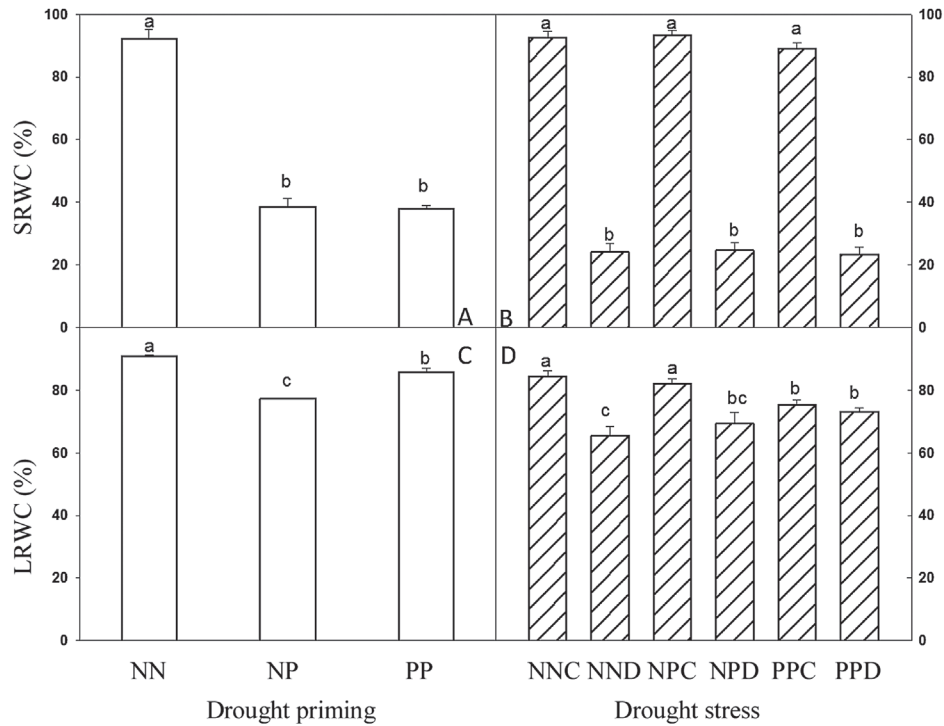 100
80
60
40
20
0
SRWC (%)
a
b
b
A
a
b
a
b
a
b
B
100
80
60
40
20
0
80
60
40
20
0
LRWC (%)
a
c
b
C
D
a
c
a
bc
b
b
80
60
40
20
0
NN NP PP
NNC NND NPC NPD PPC PPD
Drought priming
Drought stress